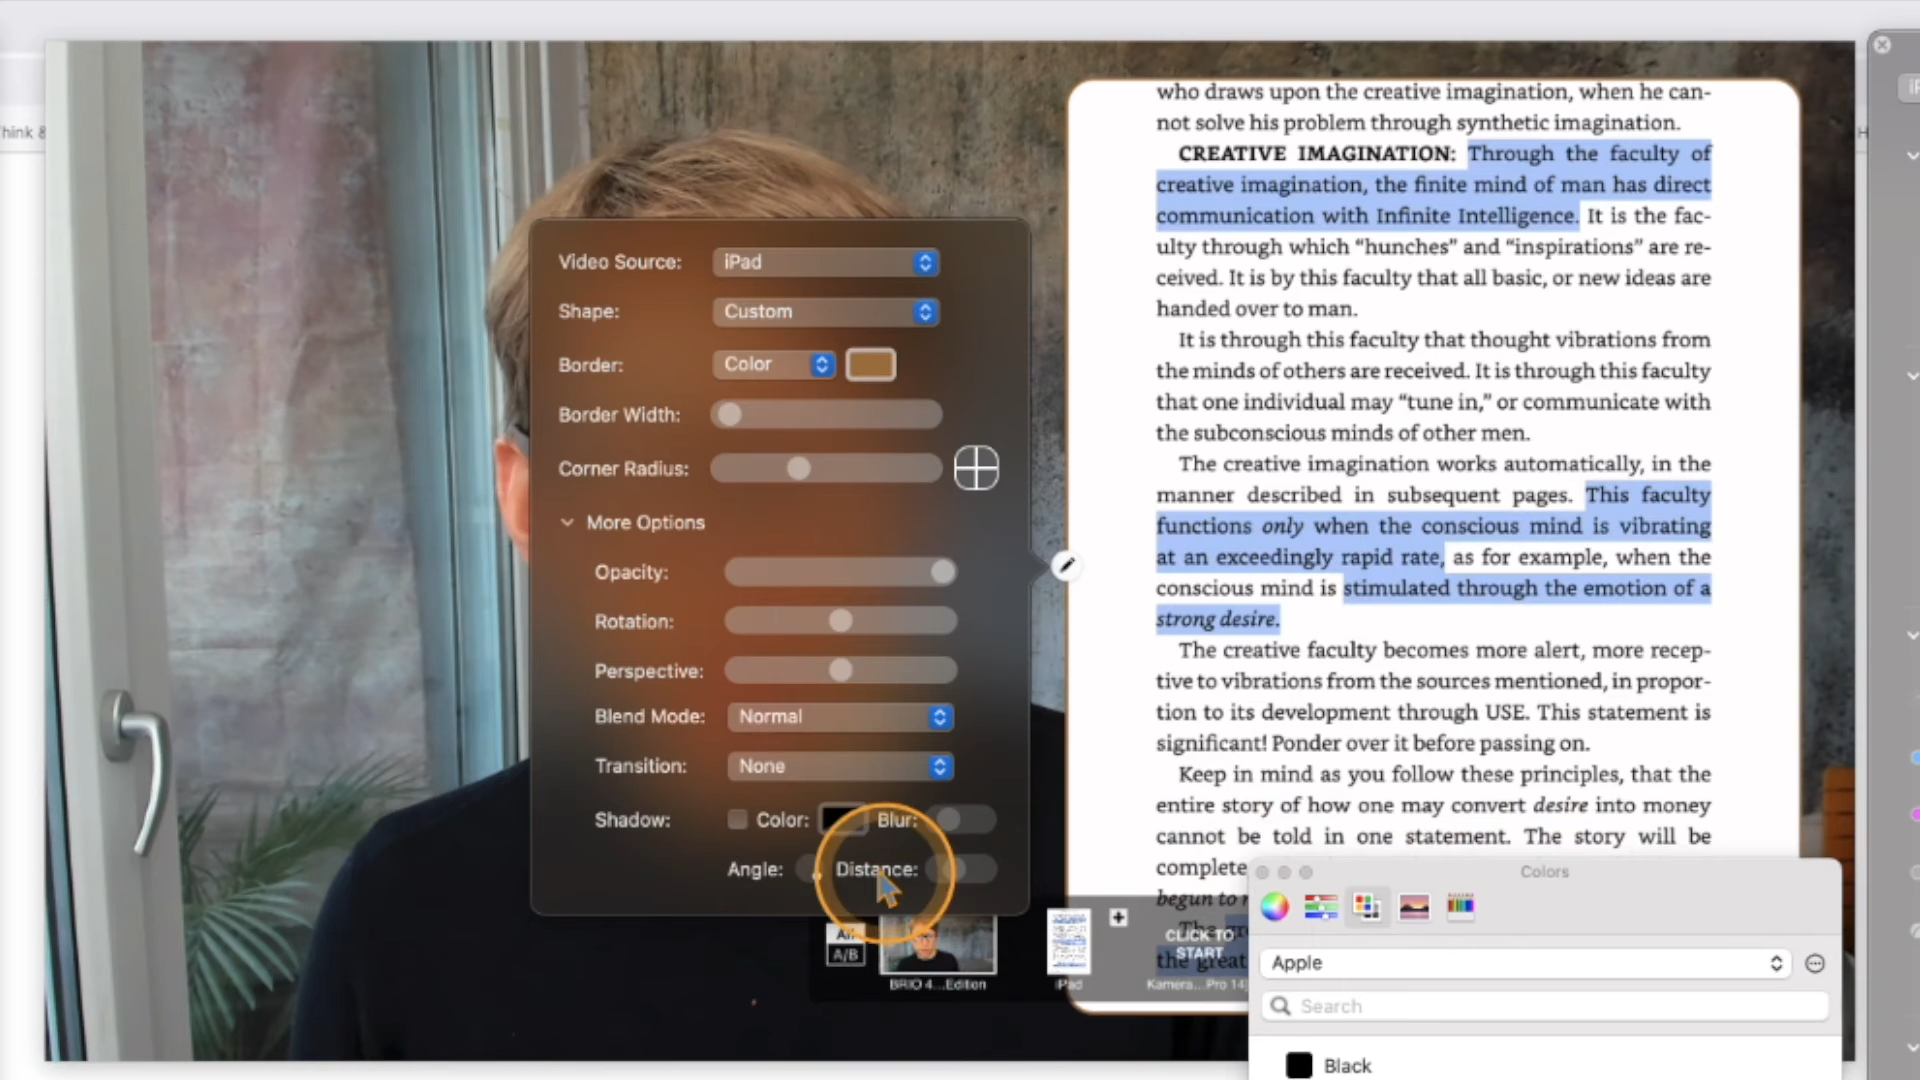 hink &
Video Source: iPad
Shape: Custom
Border: Color
Border Width:
Corner Radius:
More Options
Opacity:
Rotation:
Perspective:
Blend Mode: Normal
Transition: None
Shadow: Color: Blur:
Angle: Distance:
who draws upon the creative imagination, when he can-
not solve his problem through synthetic imagination.
CREATIVE IMAGINATION: Through the faculty of
creative imagination, the finite mind of man has direct
communication with Infinite Intelligence. It is the fac-
ulty through which “hunches” and “inspirations” are re-
ceived. It is by this faculty that all basic, or new ideas are
handed over to man.
It is through this faculty that thought vibrations from
the minds of others are received. It is through this faculty
that one individual may “tune in,” or communicate with
the subconscious minds of other men.
The creative imagination works automatically, in the
manner described in subsequent pages. This faculty
functions only when the conscious mind is vibrating
at an exceedingly rapid rate, as for example, when the
conscious mind is stimulated through the emotion of a
strong desire.
The creative faculty becomes more alert, more recep-
tive to vibrations from the sources mentioned, in propor-
tion to its development through USE. This statement is
significant! Ponder over it before passing on.
Keep in mind as you follow these principles, that the
entire story of how one may convert desire into money
cannot be told in one statement. The story will be
complete
begun to
the great
A/B
BRIO 4...Edition
iPad
CLICK TO
START
Kamera... Pro 14)
Colors
Apple
Search
Black